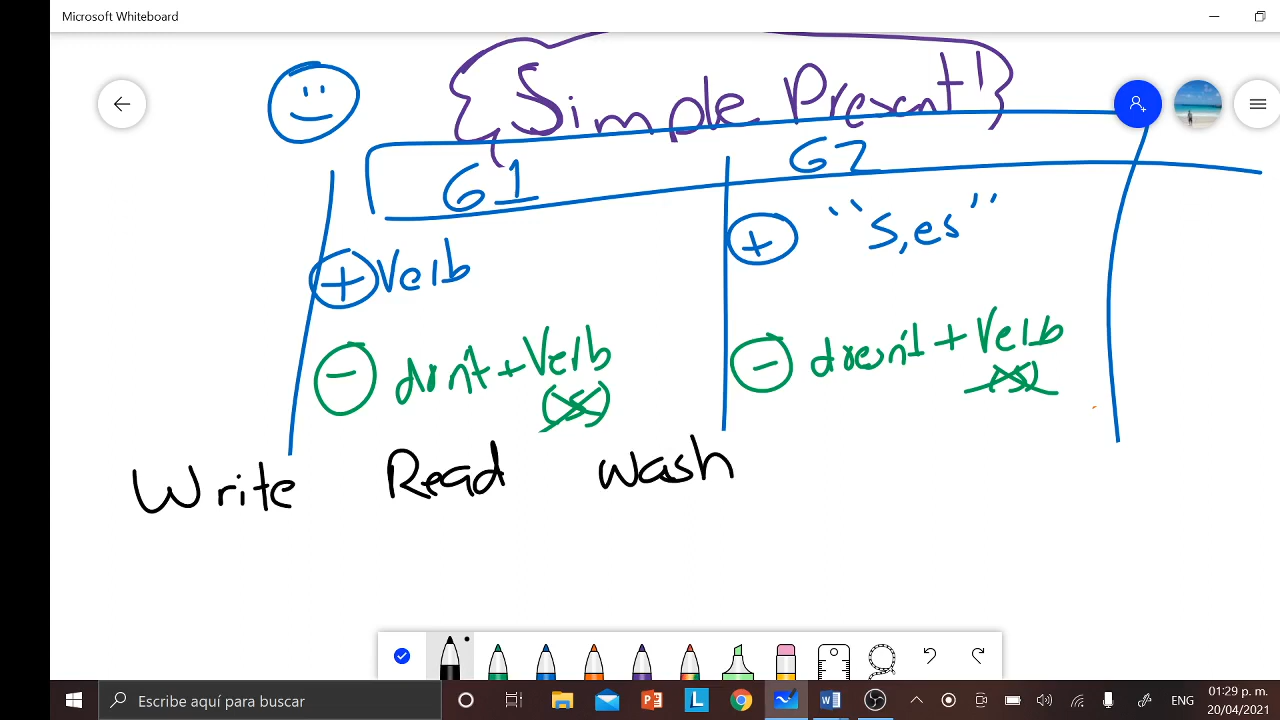 Microsoft Whiteboard
{Simple Present!}
G1 G2
+ Verb
+ "s,es"
- don't + Verb
(s)
- doesn't + Verb
(s)
Write Read Wash
Escribe aquí para buscar
ENG
01:29 p. m.
20/04/2021